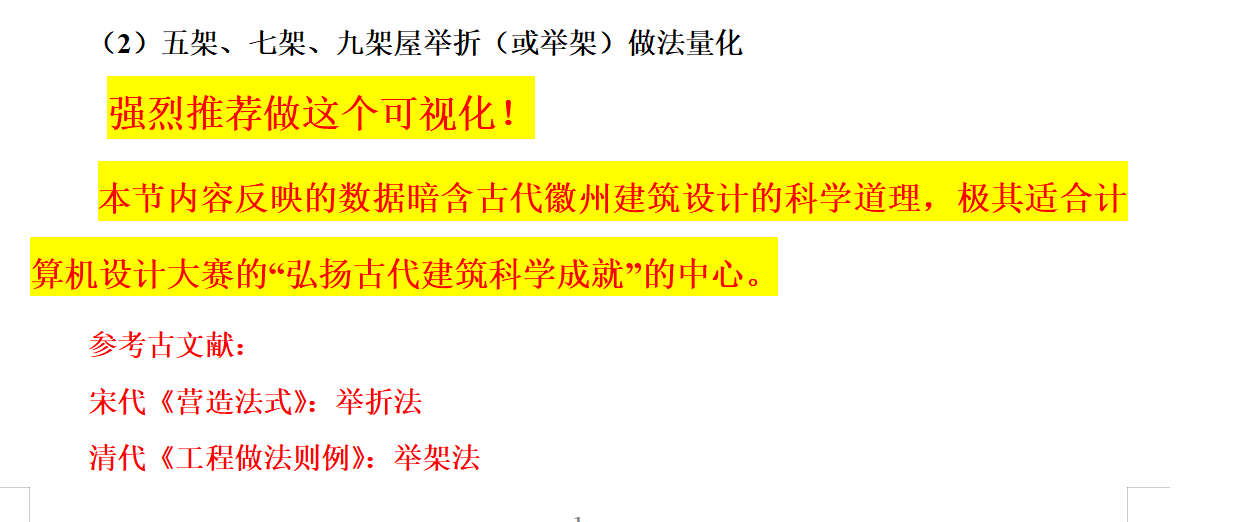 （2）五架、七架、九架屋举折（或举架）做法量化
强烈推荐做这个可视化！
本节内容反映的数据暗含古代徽州建筑设计的科学道理，极其适合计
算机设计大赛的“弘扬古代建筑科学成就”的中心。
参考古文献：
宋代《营造法式》：举折法
清代《工程做法则例》：举架法